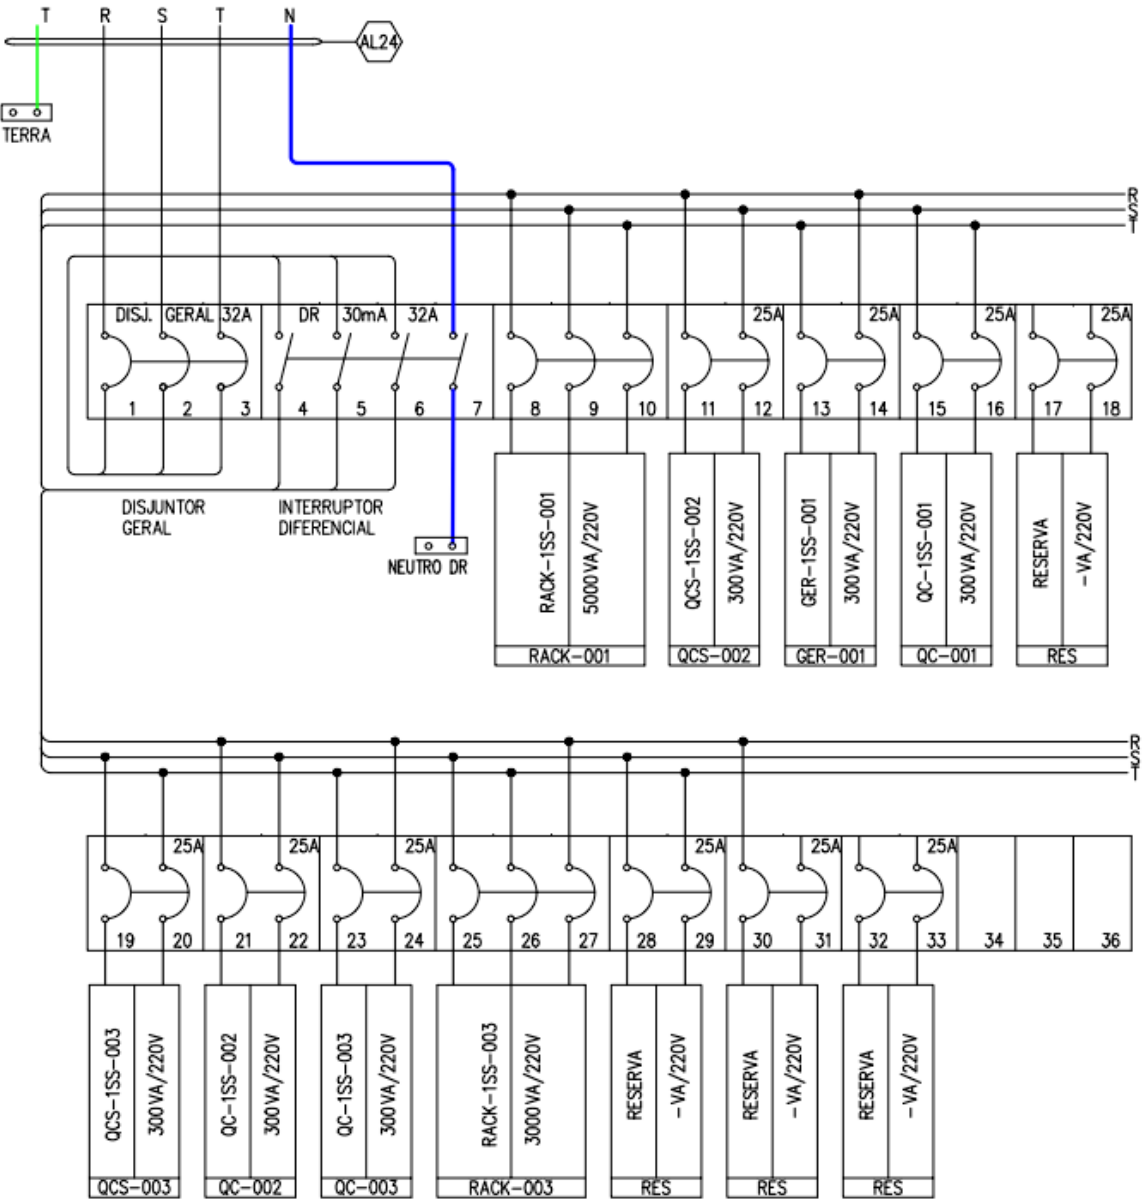 T R S T N
AL24
TERRA
R
S
T
DISJ. GERAL 32A DR 30mA 32A 25A 25A 25A 25A
1 2 3 4 5 6 7 8 9 10 11 12 13 14 15 16 17 18
DISJUNTOR
GERAL
INTERRUPTOR
DIFERENCIAL
NEUTRO DR
RACK-1SS-001
5000VA/220V
RACK-001
QCS-1SS-002
300VA/220V
QCS-002
GER-1SS-001
300VA/220V
GER-001
QC-1SS-001
300VA/220V
QC-001
RESERVA
-VA/220V
RES
R
S
T
25A 25A 25A 25A 25A 25A
19 20 21 22 23 24 25 26 27 28 29 30 31 32 33 34 35 36
QCS-1SS-003
300VA/220V
QCS-003
QC-1SS-002
300VA/220V
QC-002
QC-1SS-003
300VA/220V
QC-003
RACK-1SS-003
3000VA/220V
RACK-003
RESERVA
-VA/220V
RES
RESERVA
-VA/220V
RES
RESERVA
-VA/220V
RES